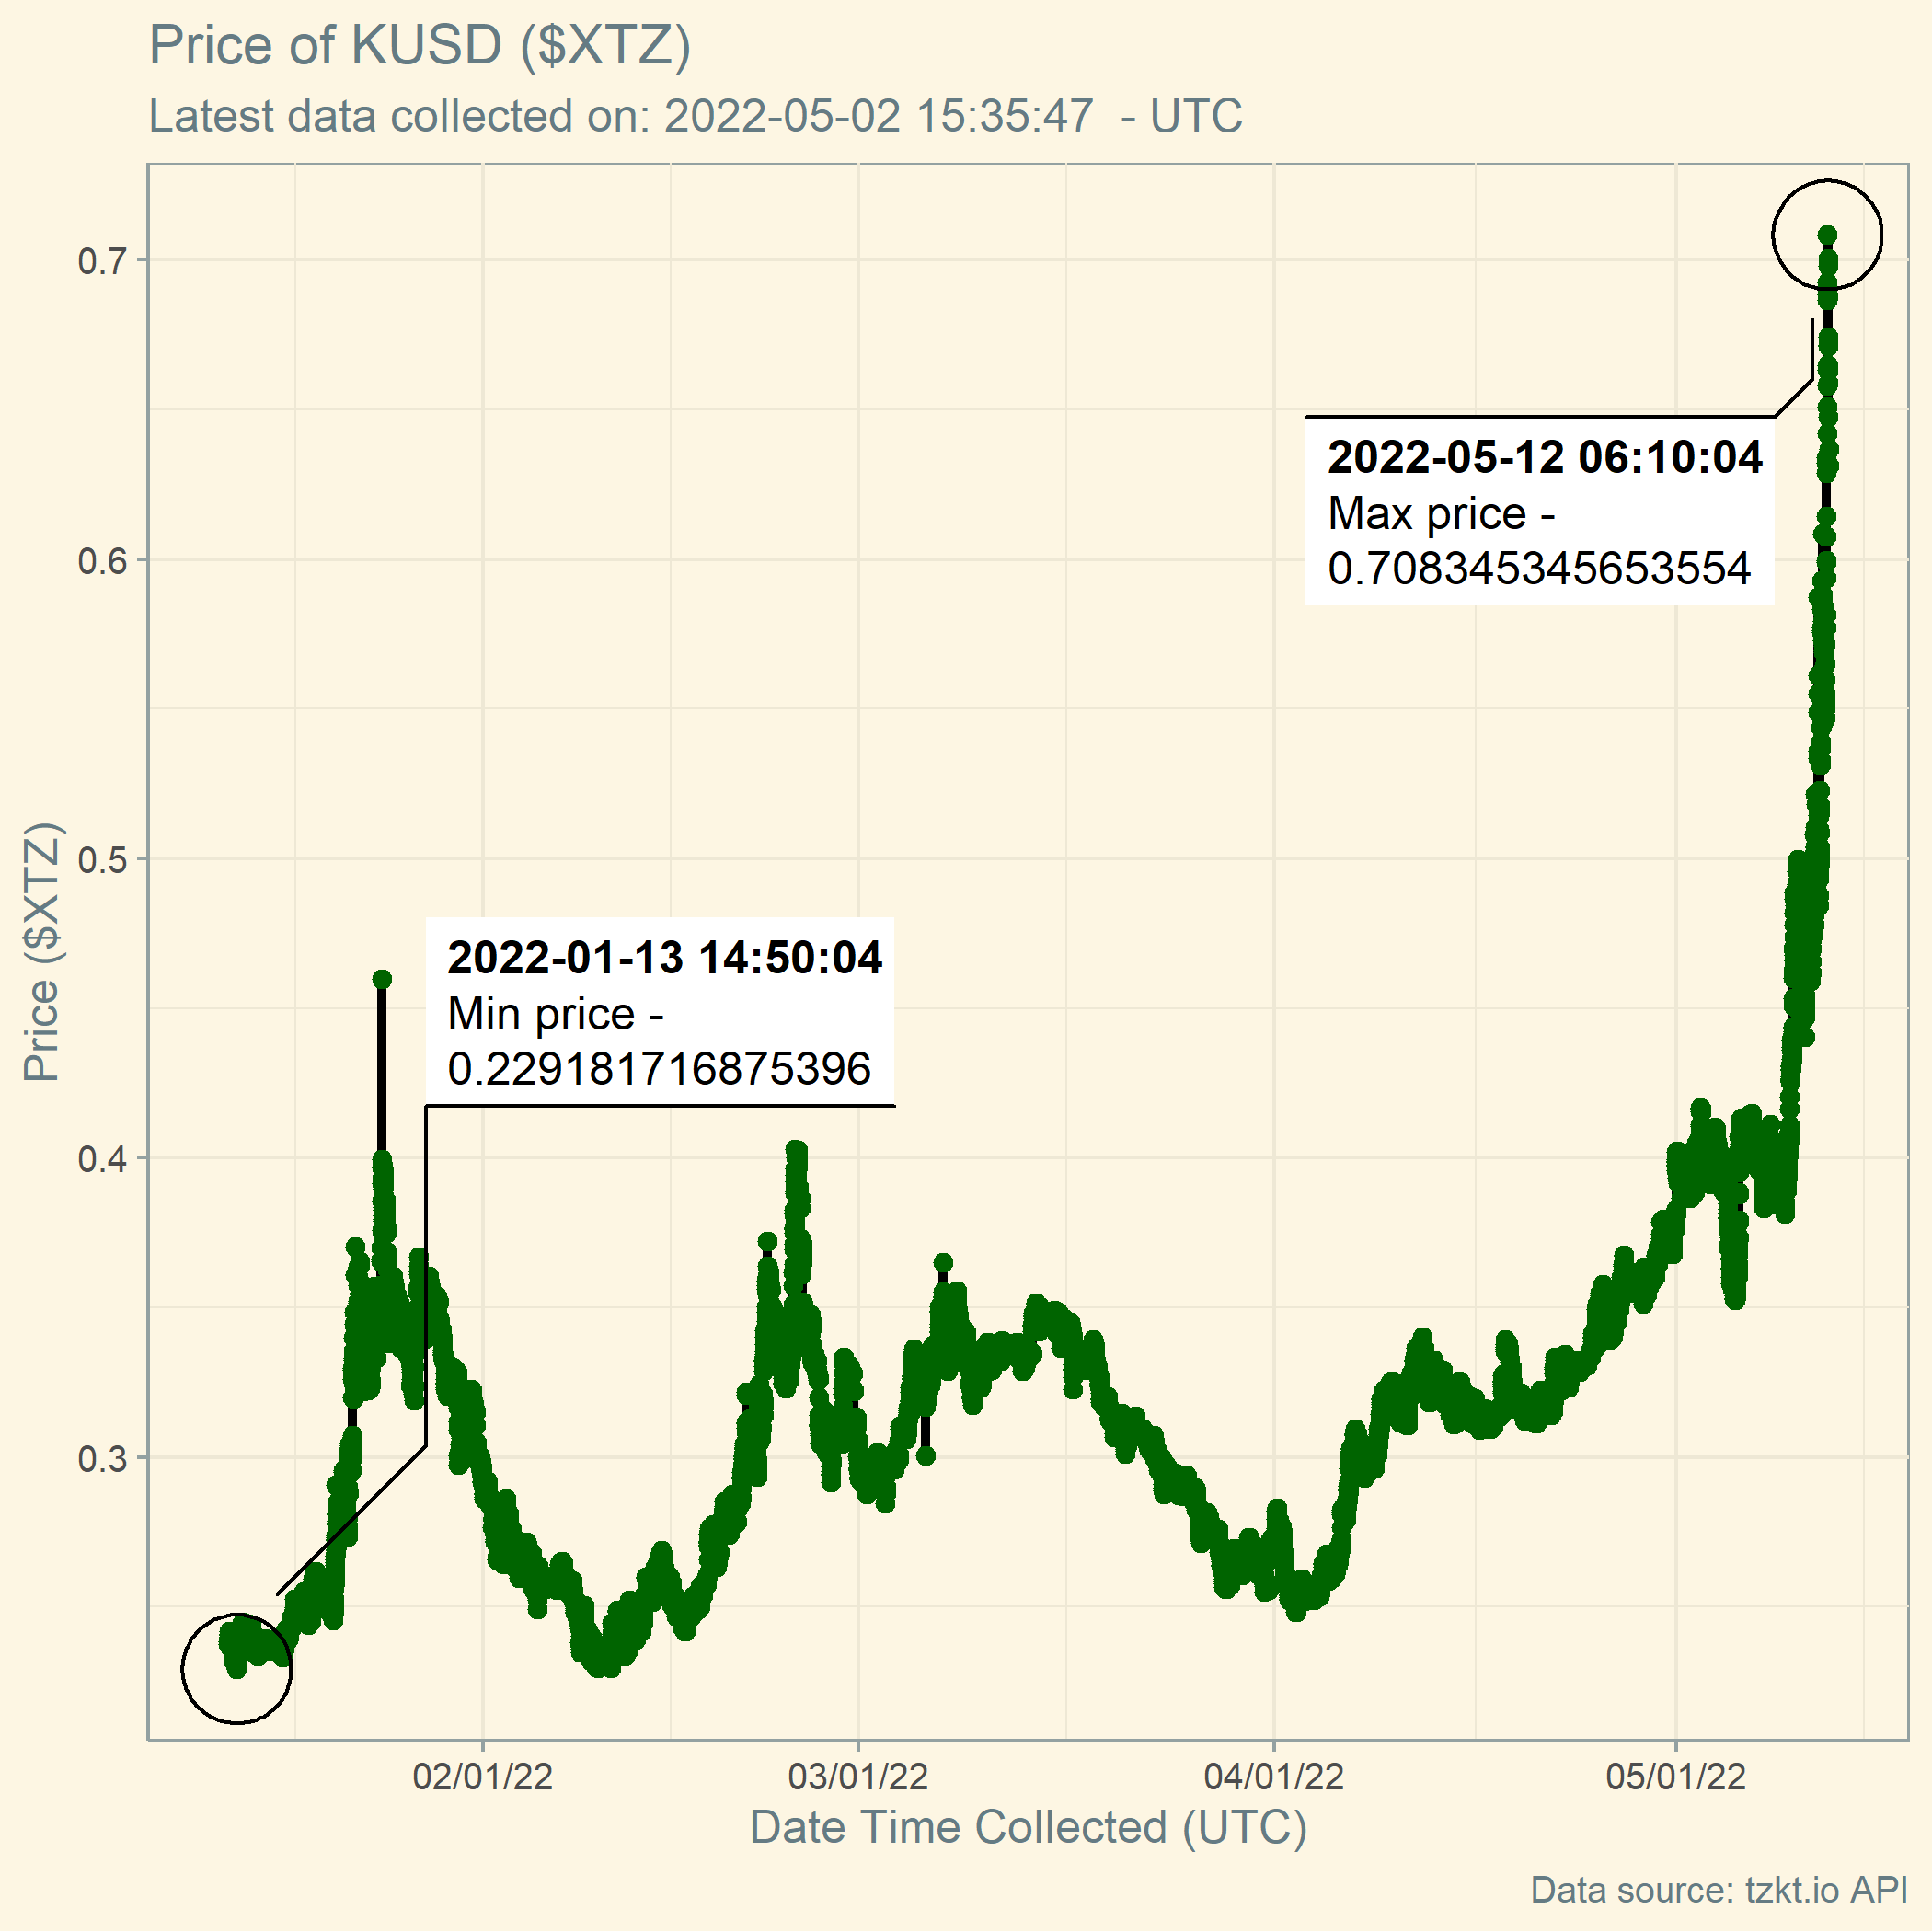 Price of KUSD ($XTZ)
Latest data collected on: 2022-05-02 15:35:47  - UTC
0.7
0.6
0.5
0.4
0.3
Price ($XTZ)
2022-05-12 06:10:04
Max price -
0.708345345653554
2022-01-13 14:50:04
Min price -
0.229181716875396
02/01/22
03/01/22
04/01/22
05/01/22
Date Time Collected (UTC)
Data source: tzkt.io API